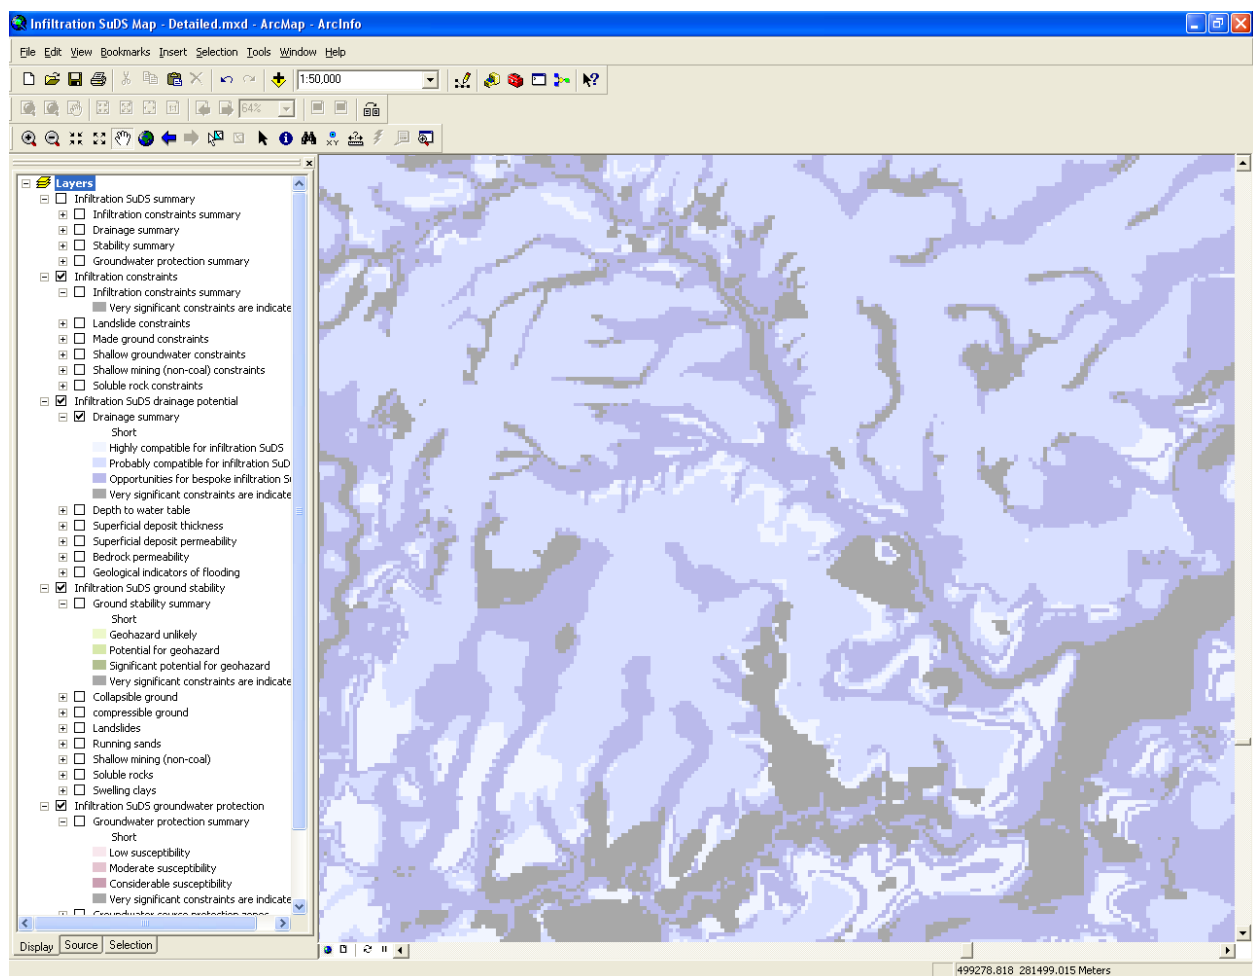 Infiltration SuDS Map - Detailed.mxd - ArcMap - ArcInfo
File Edit View Bookmarks Insert Selection Tools Window Help
1:50,000
64%
Layers
Infiltration SuDS summary
Infiltration constraints summary
Drainage summary
Stability summary
Groundwater protection summary
Infiltration constraints
Infiltration constraints summary
Very significant constraints are indicate
Landslide constraints
Made ground constraints
Shallow groundwater constraints
Shallow mining (non-coal) constraints
Soluble rock constraints
Infiltration SuDS drainage potential
Drainage summary
Short
Highly compatible for infiltration SuDS
Probably compatible for infiltration SuD
Opportunities for bespoke infiltration S
Very significant constraints are indicate
Depth to water table
Superficial deposit thickness
Superficial deposit permeability
Bedrock permeability
Geological indicators of flooding
Infiltration SuDS ground stability
Ground stability summary
Short
Geohazard unlikely
Potential for geohazard
Significant potential for geohazard
Very significant constraints are indicate
Collapsible ground
compressible ground
Landslides
Running sands
Shallow mining (non-coal)
Soluble rocks
Swelling clays
Infiltration SuDS groundwater protection
Groundwater protection summary
Short
Low susceptibility
Moderate susceptibility
Considerable susceptibility
Very significant constraints are indicate
Groundwater source protection zones
Display Source Selection
499278.818 281499.015 Meters